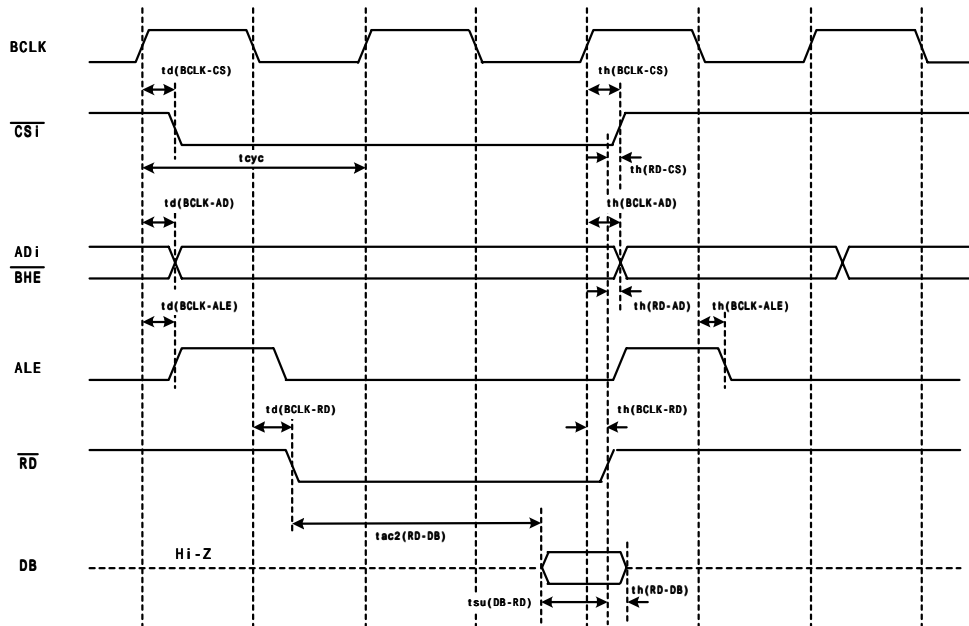 BCLK
td(BCLK-CS) th(BCLK-CS)
CSi
tcyc
th(RD-CS)
td(BCLK-AD) th(BCLK-AD)
ADi
BHE
td(BCLK-ALE) th(RD-AD) th(BCLK-ALE)
ALE
td(BCLK-RD) th(BCLK-RD)
RD
tac2(RD-DB)
Hi-Z
DB
th(RD-DB)
tsu(DB-RD)